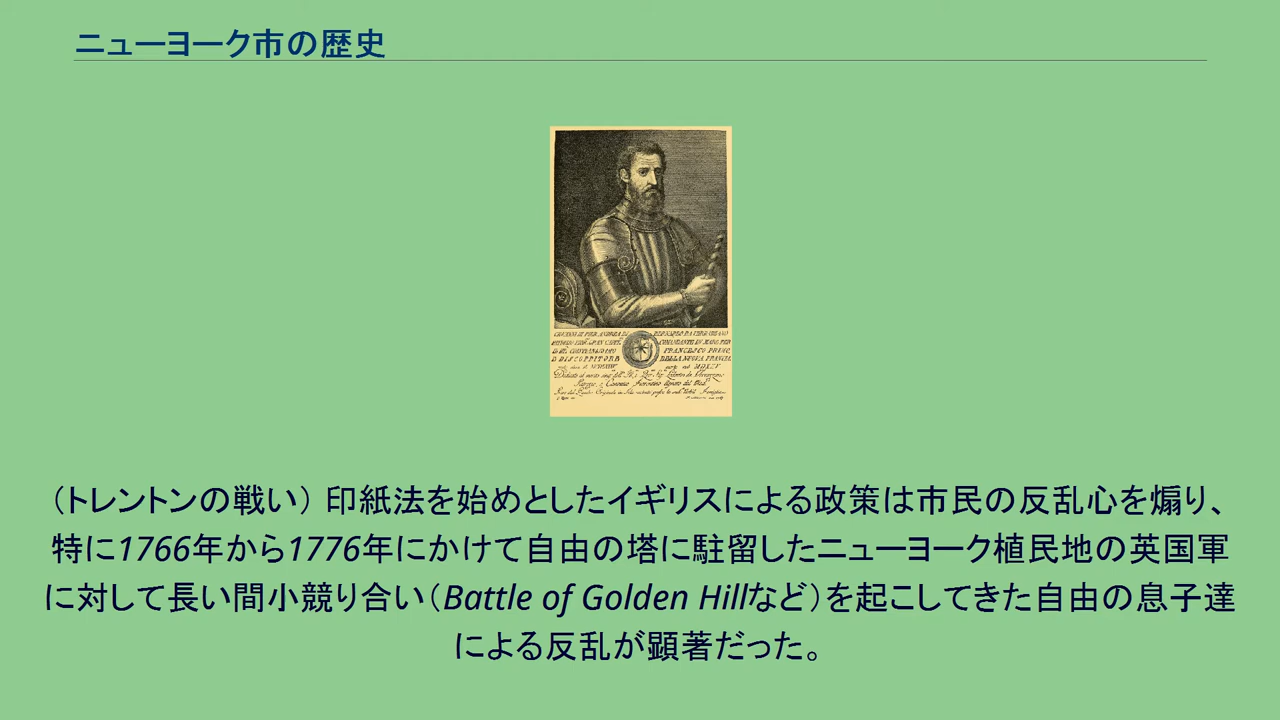 ニューヨーク市の歴史
DELLA NUOVA FRANCIA
（トレントンの戦い） 印紙法を始めとしたイギリスによる政策は市民の反乱心を煽り、
特に1766年から1776年にかけて自由の塔に駐留したニューヨーク植民地の英国軍
に対して長い間小競り合い（Battle of Golden Hillなど）を起こしてきた自由の息子達
による反乱が顕著だった。